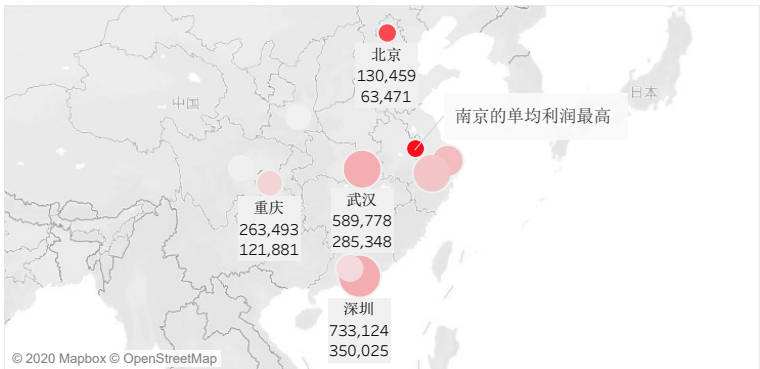 北京
130,459
63,471
中国
日本
南京的单均利润最高
重庆
263,493
121,881
武汉
589,778
285,348
深圳
733,124
350,025
© 2020 Mapbox © OpenStreetMap